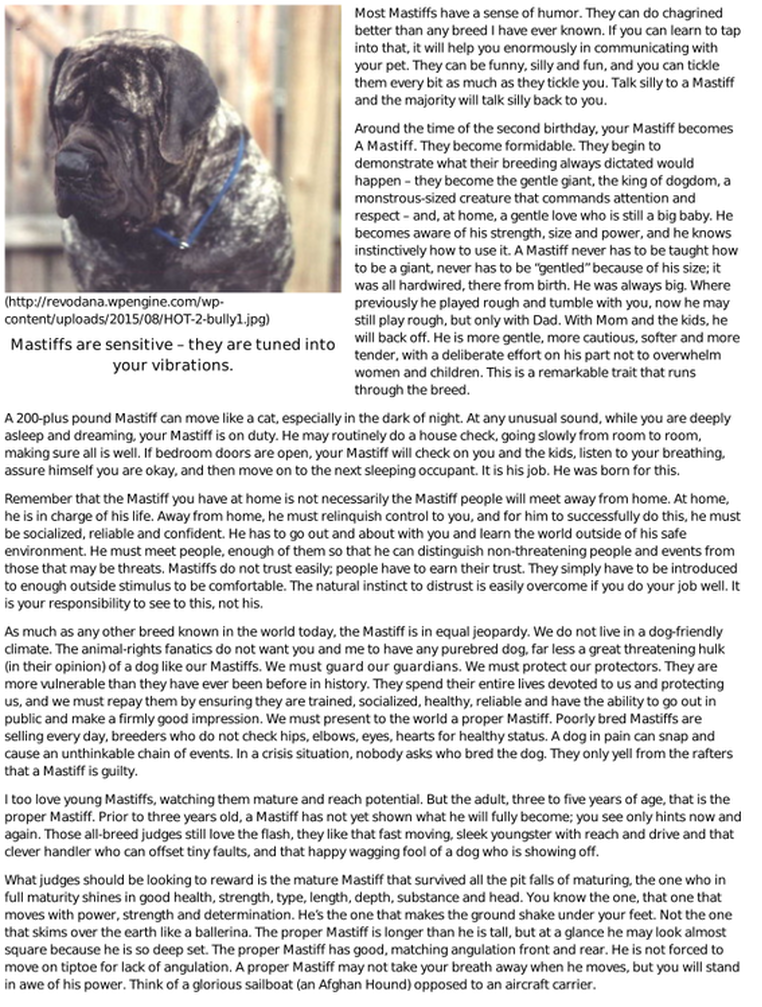 Most Mastiffs have a sense of humor. They can do chagrined
better than any breed I have ever known. If you can learn to tap
into that, it will help you enormously in communicating with
your pet. They can be funny, silly and fun, and you can tickle
them every bit as much as they tickle you. Talk silly to a Mastiff
and the majority will talk silly back to you.
Around the time of the second birthday, your Mastiff becomes
A Mastiff. They become formidable. They begin to
demonstrate what their breeding always dictated would
happen – they become the gentle giant, the king of dogdom, a
monstrous-sized creature that commands attention and
respect – and, at home, a gentle love who is still a big baby. He
becomes aware of his strength, size and power, and he knows
instinctively how to use it. A Mastiff never has to be taught how
to be a giant, never has to be “gentled” because of his size; it
was all hardwired, there from birth. He was always big. Where
previously he played rough and tumble with you, now he may
still play rough, but only with Dad. With Mom and the kids, he
will back off. He is more gentle, more cautious, softer and more
tender, with a deliberate effort on his part not to overwhelm
women and children. This is a remarkable trait that runs
through the breed.
(http://revodana.wpengine.com/wp-
content/uploads/2015/08/HOT-2-bully1.jpg)
Mastiffs are sensitive – they are tuned into
your vibrations.
A 200-plus pound Mastiff can move like a cat, especially in the dark of night. At any unusual sound, while you are deeply
asleep and dreaming, your Mastiff is on duty. He may routinely do a house check, going slowly from room to room,
making sure all is well. If bedroom doors are open, your Mastiff will check on you and the kids, listen to your breathing,
assure himself you are okay, and then move on to the next sleeping occupant. It is his job. He was born for this.
Remember that the Mastiff you have at home is not necessarily the Mastiff people will meet away from home. At home,
he is in charge of his life. Away from home, he must relinquish control to you, and for him to successfully do this, he must
be socialized, reliable and confident. He has to go out and about with you and learn the world outside of his safe
environment. He must meet people, enough of them so that he can distinguish non-threatening people and events from
those that may be threats. Mastiffs do not trust easily; people have to earn their trust. They simply have to be introduced
to enough outside stimulus to be comfortable. The natural instinct to distrust is easily overcome if you do your job well. It
is your responsibility to see to this, not his.
As much as any other breed known in the world today, the Mastiff is in equal jeopardy. We do not live in a dog-friendly
climate. The animal-rights fanatics do not want you and me to have any purebred dog, far less a great threatening hulk
(in their opinion) of a dog like our Mastiffs. We must guard our guardians. We must protect our protectors. They are
more vulnerable than they have ever been before in history. They spend their entire lives devoted to us and protecting
us, and we must repay them by ensuring they are trained, socialized, healthy, reliable and have the ability to go out in
public and make a firmly good impression. We must present to the world a proper Mastiff. Poorly bred Mastiffs are
selling every day, breeders who do not check hips, elbows, eyes, hearts for healthy status. A dog in pain can snap and
cause an unthinkable chain of events. In a crisis situation, nobody asks who bred the dog. They only yell from the rafters
that a Mastiff is guilty.
I too love young Mastiffs, watching them mature and reach potential. But the adult, three to five years of age, that is the
proper Mastiff. Prior to three years old, a Mastiff has not yet shown what he will fully become; you see only hints now and
again. Those all-breed judges still love the flash, they like that fast moving, sleek youngster with reach and drive and that
clever handler who can offset tiny faults, and that happy wagging fool of a dog who is showing off.
What judges should be looking to reward is the mature Mastiff that survived all the pit falls of maturing, the one who in
full maturity shines in good health, strength, type, length, depth, substance and head. You know the one, that one that
moves with power, strength and determination. He’s the one that makes the ground shake under your feet. Not the one
that skims over the earth like a ballerina. The proper Mastiff is longer than he is tall, but at a glance he may look almost
square because he is so deep set. The proper Mastiff has good, matching angulation front and rear. He is not forced to
move on tiptoe for lack of angulation. A proper Mastiff may not take your breath away when he moves, but you will stand
in awe of his power. Think of a glorious sailboat (an Afghan Hound) opposed to an aircraft carrier.